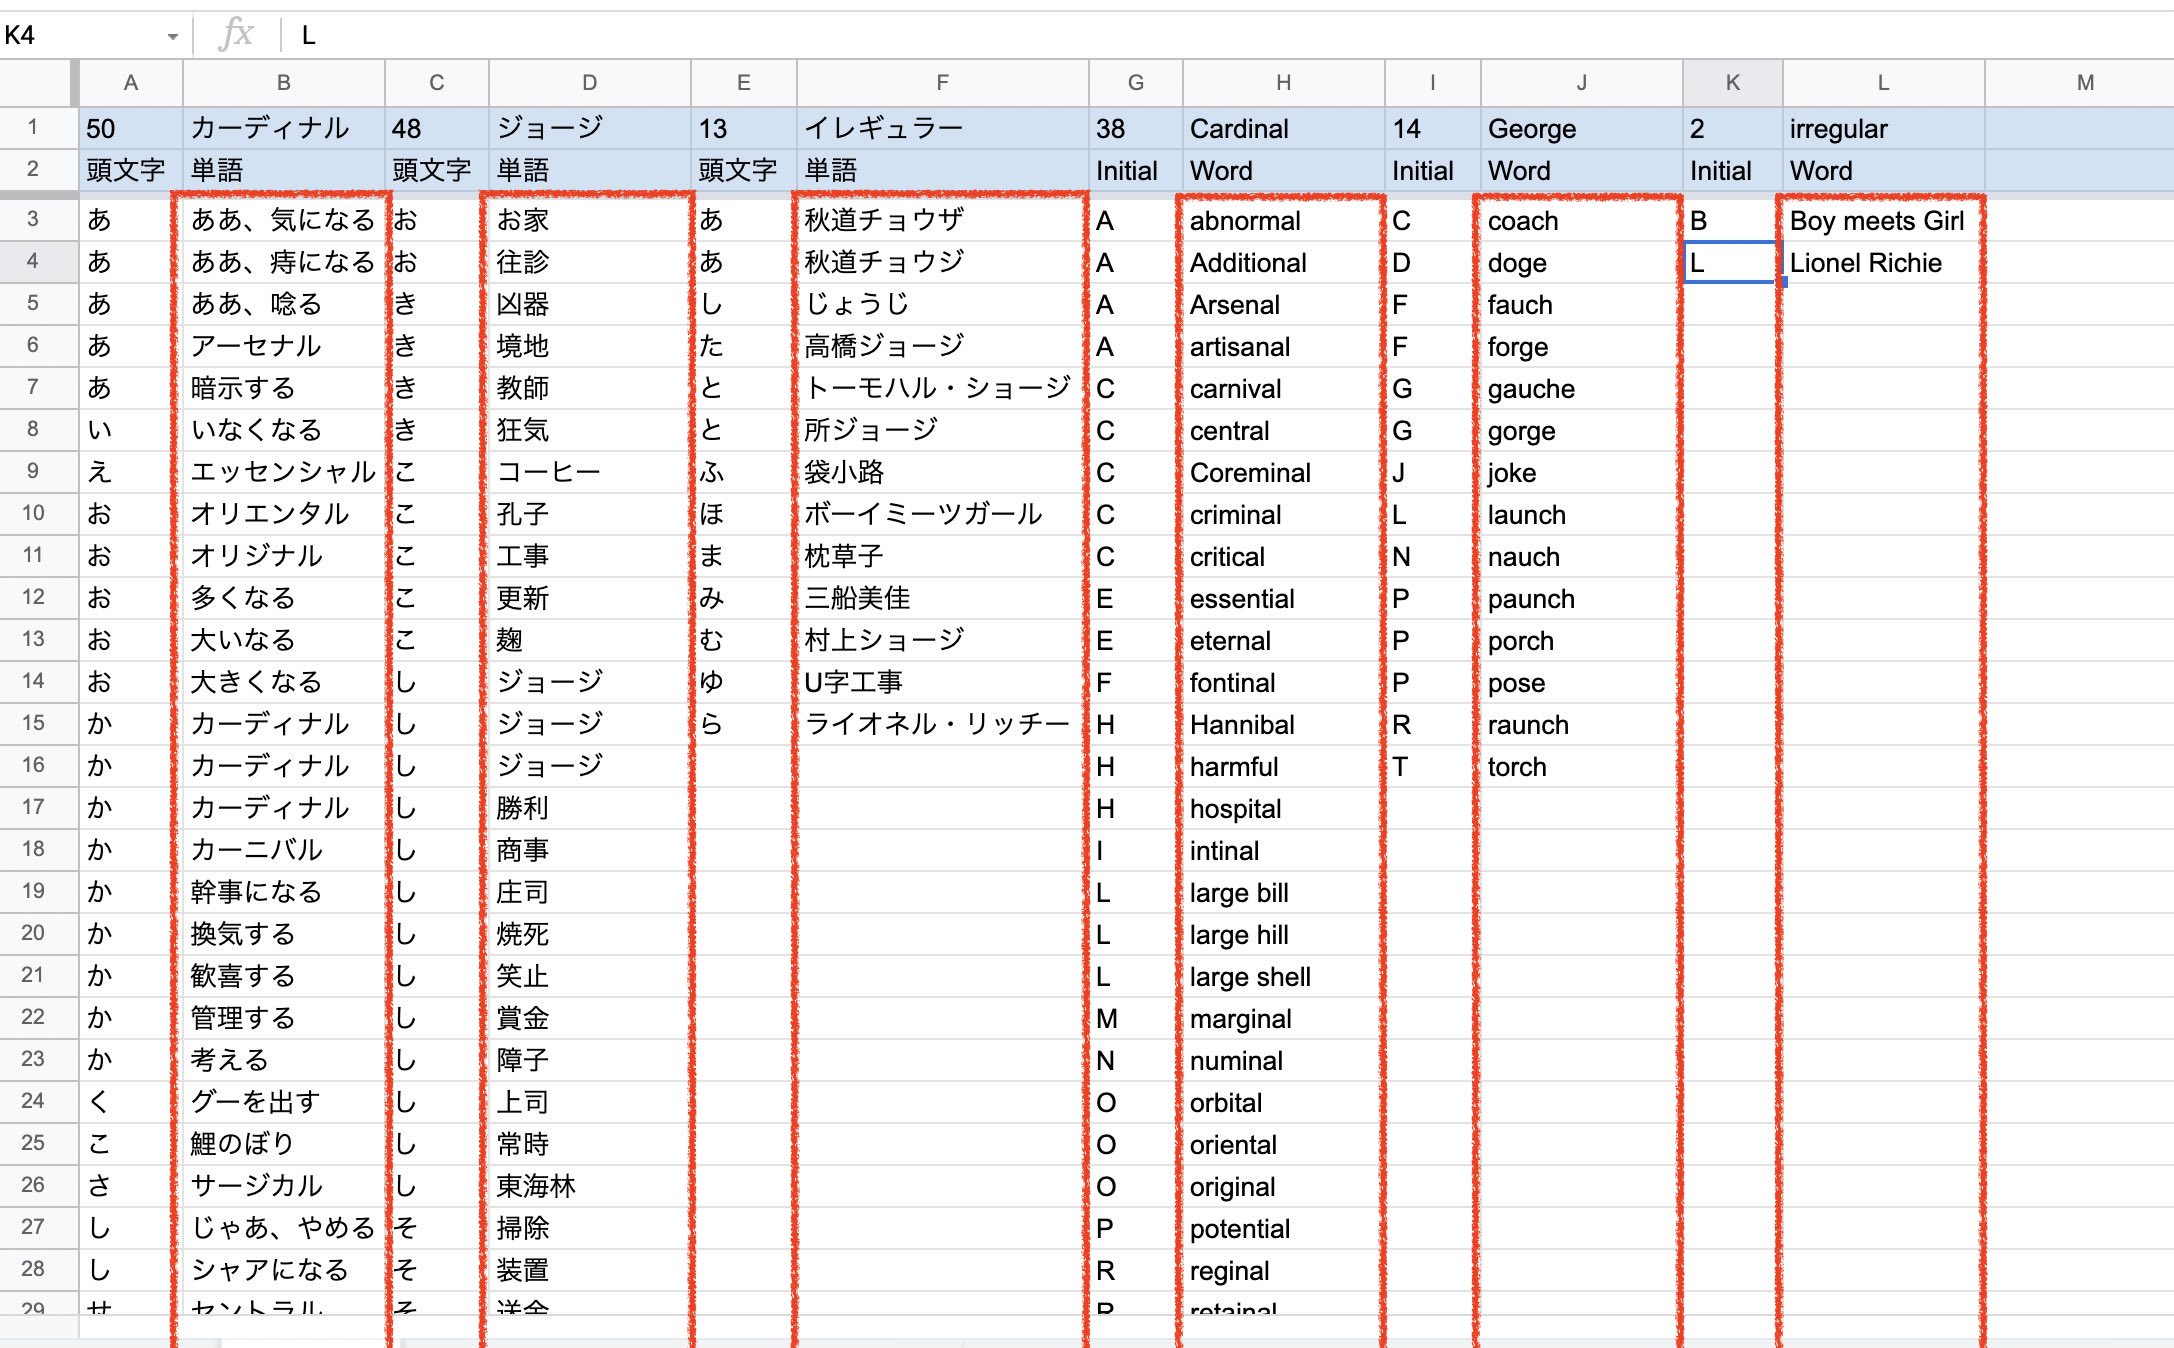 K4 fx L
A B C D E F G H I J K L M
1 50 カーディナル 48 ジョージ 13 イレギュラー 38 Cardinal 14 George 2 irregular
2 頭文字 単語 頭文字 単語 頭文字 単語 Initial Word Initial Word Initial Word
3 あ ああ、気になる お お家 あ 秋道チョウザ A abnormal C coach B Boy meets Girl
4 あ ああ、痔になる お 往診 あ 秋道チョウジ A Additional D doge L Lionel Richie
5 あ ああ、唸る き 凶器 し じょうじ A Arsenal F fauch
6 あ アーセナル き 境地 た 高橋ジョージ A artisanal F forge
7 あ 暗示する き 教師 と トーモハル・ショージ C carnival G gauche
8 い いなくなる き 狂気 と 所ジョージ C central G gorge
9 え エッセンシャル こ コーヒー ふ 袋小路 C Coreminal J joke
10 お オリエンタル こ 孔子 ほ ボーイミーツガール C criminal L launch
11 お オリジナル こ 工事 ま 枕草子 C critical N nauch
12 お 多くなる こ 更新 み 三船美佳 E essential P paunch
13 お 大いなる こ 麹 む 村上ショージ E eternal P porch
14 お 大きくなる し ジョージ ゆ U字工事 F fontinal P pose
15 か カーディナル し ジョージ ら ライオネル・リッチー H Hannibal R raunch
16 か カーディナル し ジョージ H harmful T torch
17 か カーディナル し 勝利 H hospital
18 か カーニバル し 商事 I intinal
19 か 幹事になる し 庄司 L large bill
20 か 換気する し 焼死 L large hill
21 か 歓喜する し 笑止 L large shell
22 か 管理する し 賞金 M marginal
23 か 考える し 障子 N numinal
24 く グーを出す し 上司 O orbital
25 こ 鯉のぼり し 常時 O oriental
26 さ サージカル し 東海林 O original
27 し じゃあ、やめる そ 掃除 P potential
28 し シャアになる そ 装置 R reginal
29 せ セントラル そ 送金 R retainal